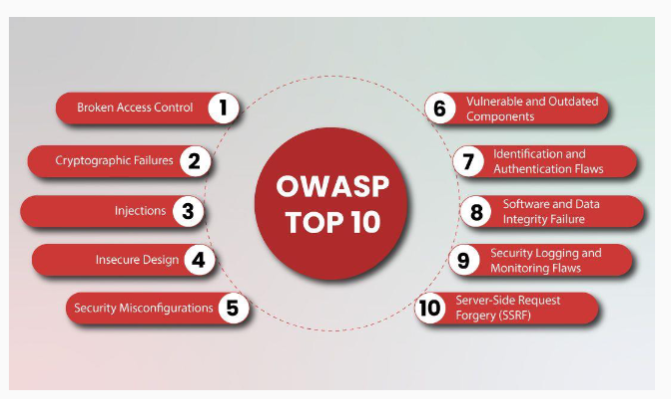 OWASP
TOP 10
Broken Access Control 1
Cryptographic Failures 2
Injections 3
Insecure Design 4
Security Misconfigurations 5
6 Vulnerable and Outdated
Components
7 Identification and
Authentication Flaws
8 Software and Data
Integrity Failure
9 Security Logging and
Monitoring Flaws
10 Server-Side Request
Forgery (SSRF)